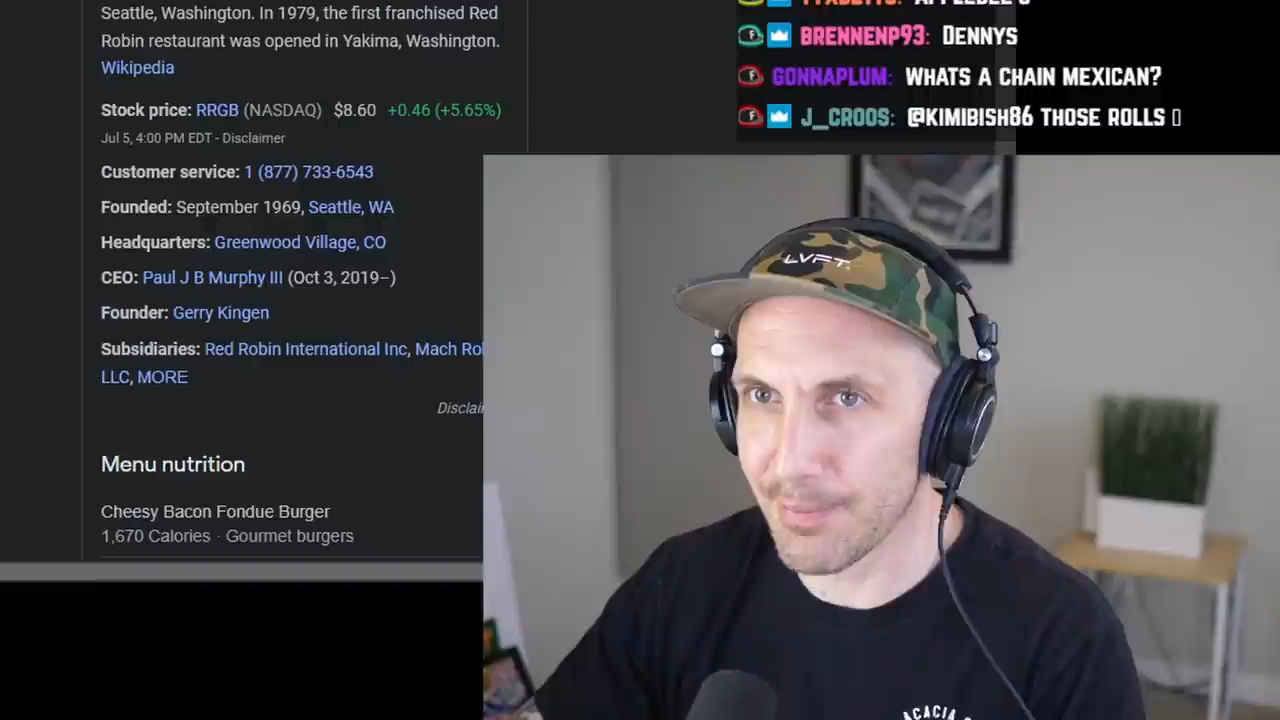 Seattle, Washington. In 1979, the first franchised Red
Robin restaurant was opened in Yakima, Washington.
Wikipedia
Stock price: RRGB (NASDAQ) $8.60 +0.46 (+5.65%)
Jul 5, 4:00 PM EDT - Disclaimer
Customer service: 1 (877) 733-6543
Founded: September 1969, Seattle, WA
Headquarters: Greenwood Village, CO
CEO: Paul J B Murphy III (Oct 3, 2019–)
Founder: Gerry Kingen
Subsidiaries: Red Robin International Inc, Mach
LLC, MORE
Menu nutrition
Cheesy Bacon Fondue Burger
1,670 Calories · Gourmet burgers
BRENNENP93: DENNYS
GONNAPLUM: WHATS A CHAIN MEXICAN?
J_CROOS: @KIMIBISH86 THOSE ROLLS
LVFT.
ACACIA